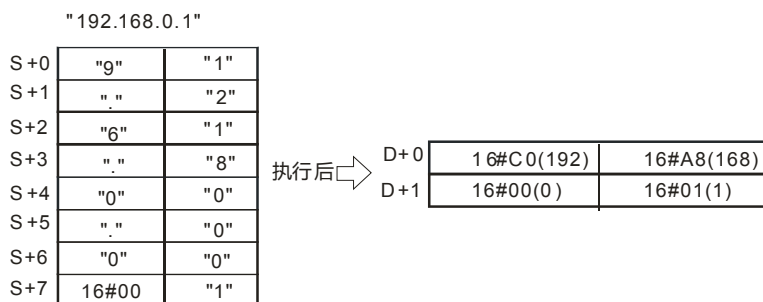 "192.168.0.1"
S+0 "9" "1"
S+1 "." "2"
S+2 "6" "1"
S+3 "." "8"
S+4 "0" "0"
S+5 "." "0"
S+6 "0" "0"
S+7 16#00 "1"
执行后
D+0 16#C0(192) 16#A8(168)
D+1 16#00(0) 16#01(1)